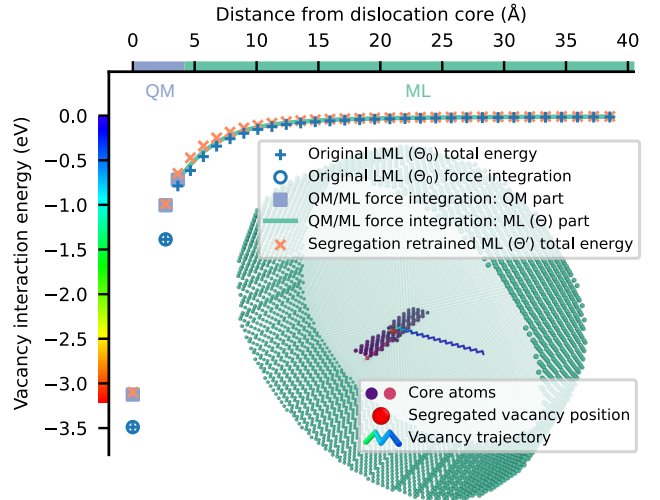 Distance from dislocation core (Å)
0 5 10 15 20 25 30 35 40
QM ML
Vacancy interaction energy (eV)
0.0
−0.5
−1.0
−1.5
−2.0
−2.5
−3.0
−3.5
Original LML (Θ₀) total energy
Original LML (Θ₀) force integration
QM/ML force integration: QM part
QM/ML force integration: ML (Θ) part
Segregation retrained ML (Θ′) total energy
Core atoms
Segregated vacancy position
Vacancy trajectory